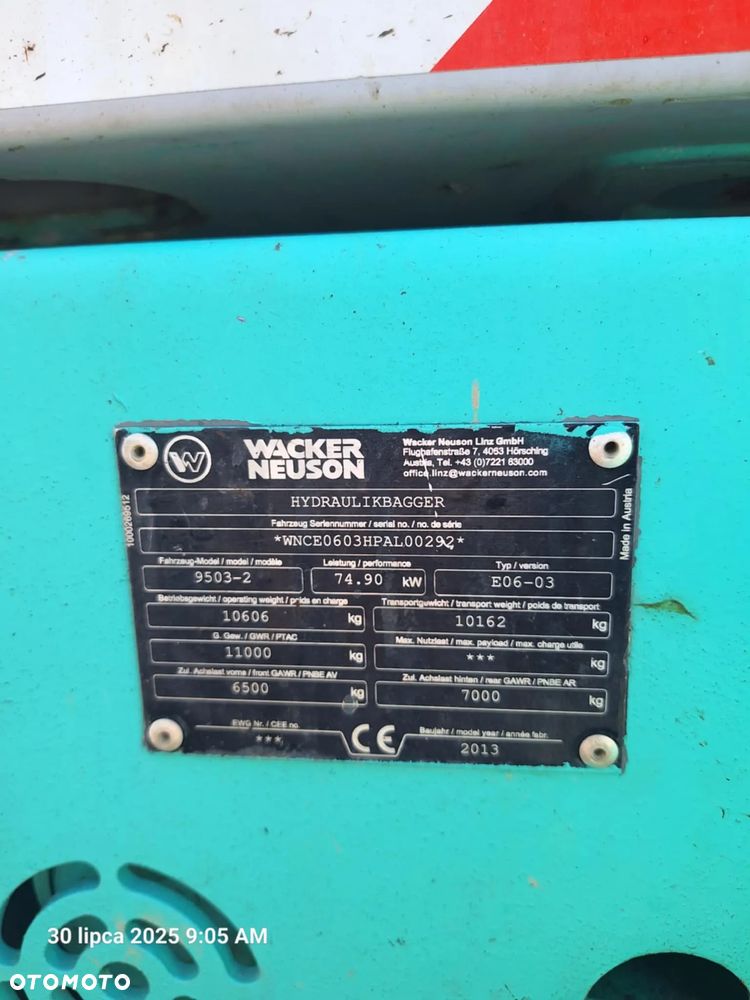 WACKER
NEUSON
Wacker Neuson Linz GmbH
Flughafenstraße 7, 4063 Hörsching
Austria, Tel. +43 (0)7221 63000
office.linz@wackerneuson.com
1000269512
Made in Austria
HYDRAULIKBAGGER
Fahrzeug Seriennummer / serial no. / no. de série
*WNCE0603HPAL00292*
Fahrzeug-Model / model / modèle
Leistung / performance
Typ / version
9503-2
74.90 kW
E06-03
Betriebsgewicht / operating weight / poids en charge
Transportgewicht / transport weight / poids de transport
10606 kg
10162 kg
G. Gew. / GWR / PTAC
Max. Nutzlast / max. payload / max. charge utile
11000 kg
*** kg
Zul. Achslast vorne / front GAWR / PNBE AV
Zul. Achslast hinten / rear GAWR / PNBE AR
6500 kg
7000 kg
EWG Nr. / CEE no.
CE
Baujahr / model year / année fabr.
***
2013
30 lipca 2025 9:05 AM
OTOMOTO